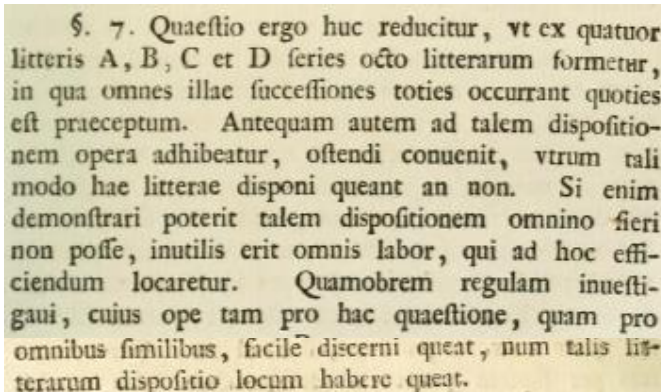 §. 7. Quaeſtio ergo huc reducitur, vt ex quatuor
litteris A, B, C et D ſeries octo litterarum formetur,
in qua omnes illae ſucceſſiones toties occurrant quoties
eſt praeceptum. Antequam autem ad talem diſpoſitio-
nem opera adhibeatur, oſtendi conuenit, vtrum tali
modo hae litterae diſponi queant an non. Si enim
demonſtrari poterit talem diſpoſitionem omnino fieri
non poſſe, inutilis erit omnis labor, qui ad hoc effi-
ciendum locaretur. Quamobrem regulam inueſti-
gaui, cuius ope tam pro hac quaeſtione, quam pro
omnibus ſimilibus, facile diſcerni queat, num talis lit-
terarum diſpoſitio locum habere queat.